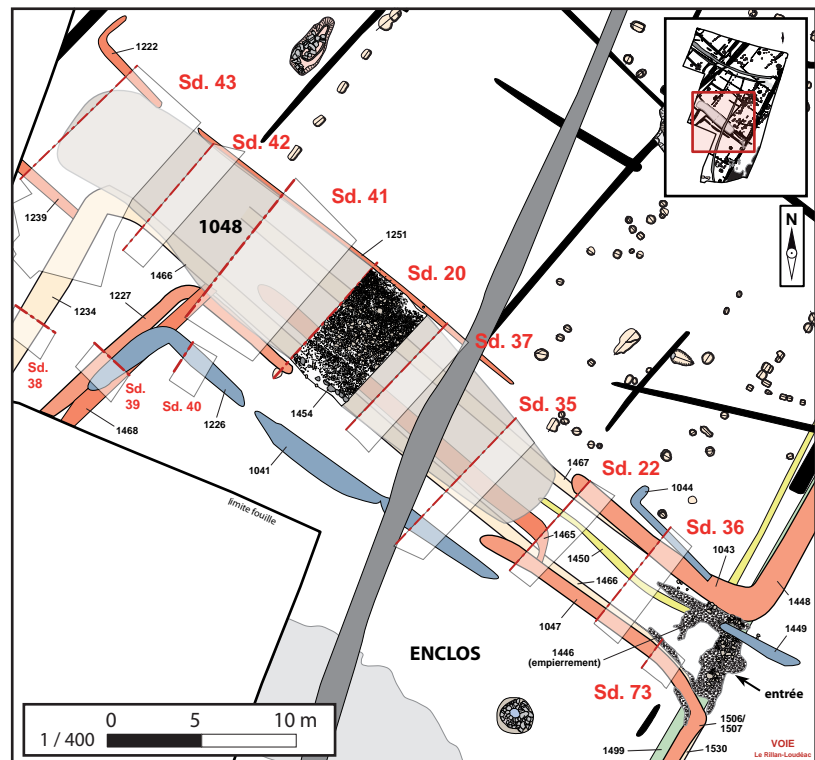 1222
Sd. 43
Sd. 42
Sd. 41
N
1239
1048
1251
1466
Sd. 20
1234
1227
Sd. 37
Sd.
38
Sd.
39
Sd. 40
1226
1454
Sd. 35
1468
1041
1467
Sd. 22
1044
limite fouille
Sd. 36
1465
1043
1450
1466
1448
1047
1449
ENCLOS
1446
(empierrement)
entrée
Sd. 73
0 5 10 m
1 / 400
1506/
1507
1499
1530
VOIE
Le Rillan-Loudéac